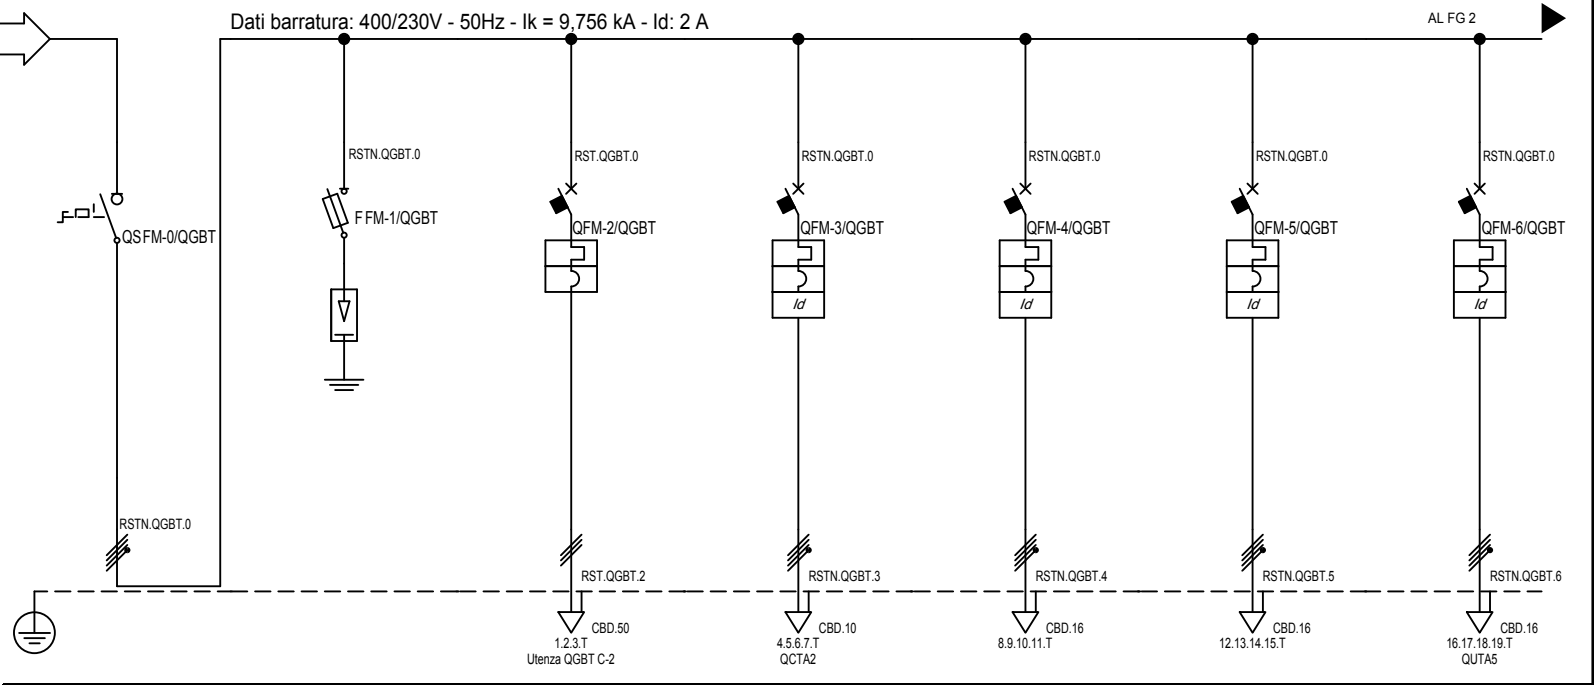 Dati barratura: 400/230V - 50Hz - Ik = 9,756 kA - Id: 2 A
AL FG 2
RSTN.QGBT.0
RST.QGBT.0
RSTN.QGBT.0
RSTN.QGBT.0
RSTN.QGBT.0
RSTN.QGBT.0
QSFM-0/QGBT
FFM-1/QGBT
QFM-2/QGBT
QFM-3/QGBT
QFM-4/QGBT
QFM-5/QGBT
QFM-6/QGBT
Id
Id
Id
Id
RSTN.QGBT.0
RST.QGBT.2
RSTN.QGBT.3
RSTN.QGBT.4
RSTN.QGBT.5
RSTN.QGBT.6
CBD.50
1.2.3.T
Utenza QGBT C-2
CBD.10
4.5.6.7.T
QCTA2
CBD.16
8.9.10.11.T
CBD.16
12.13.14.15.T
CBD.16
16.17.18.19.T
QUTA5